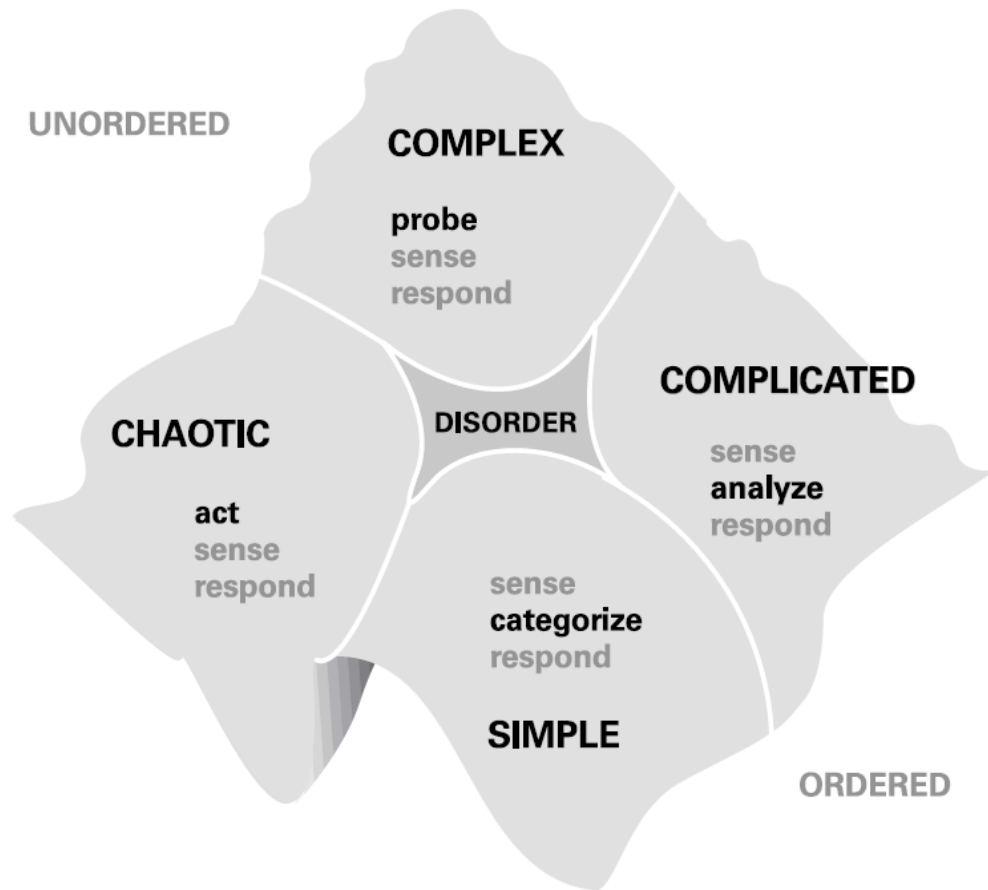 UNORDERED
COMPLEX
probe
sense
respond
COMPLICATED
sense
analyze
respond
DISORDER
CHAOTIC
act
sense
respond
sense
categorize
respond
SIMPLE
ORDERED